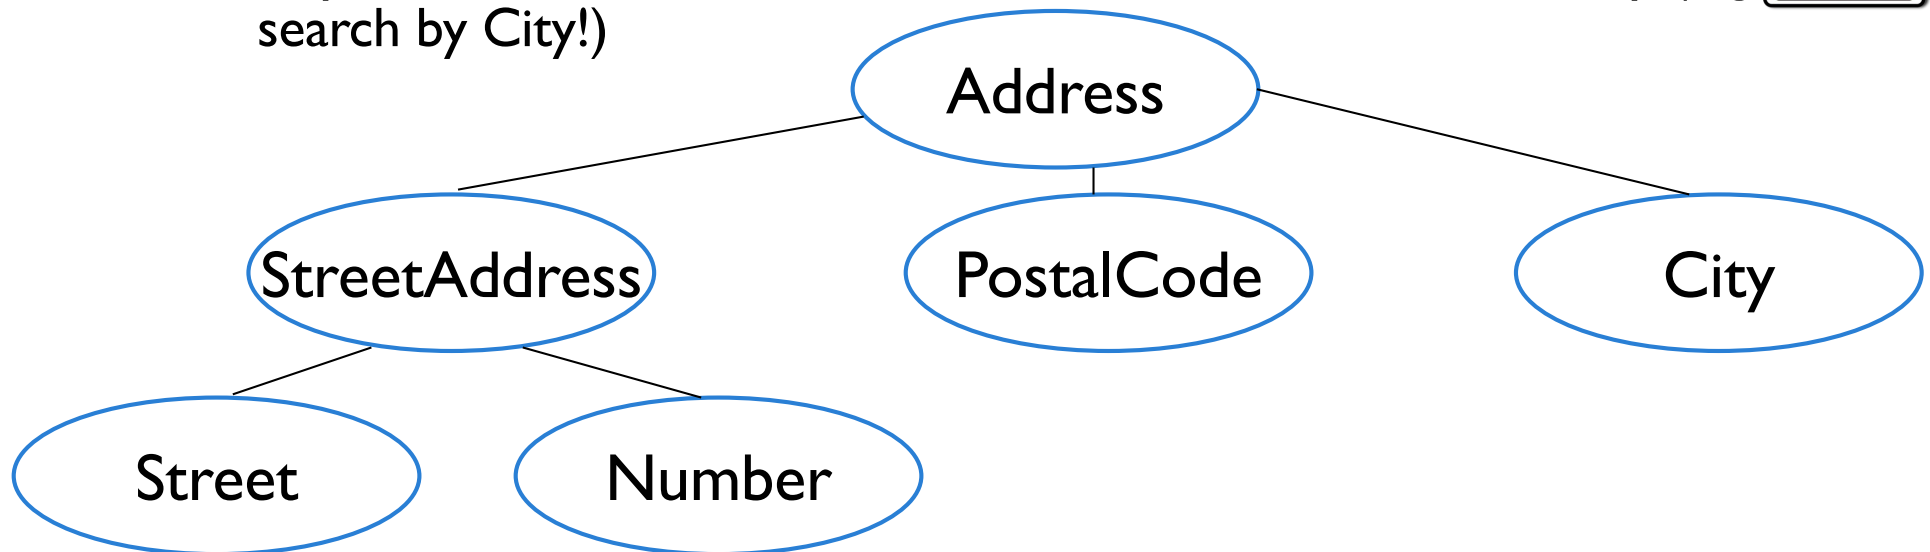 search by City!)
Address
StreetAddress
PostalCode
City
Street
Number